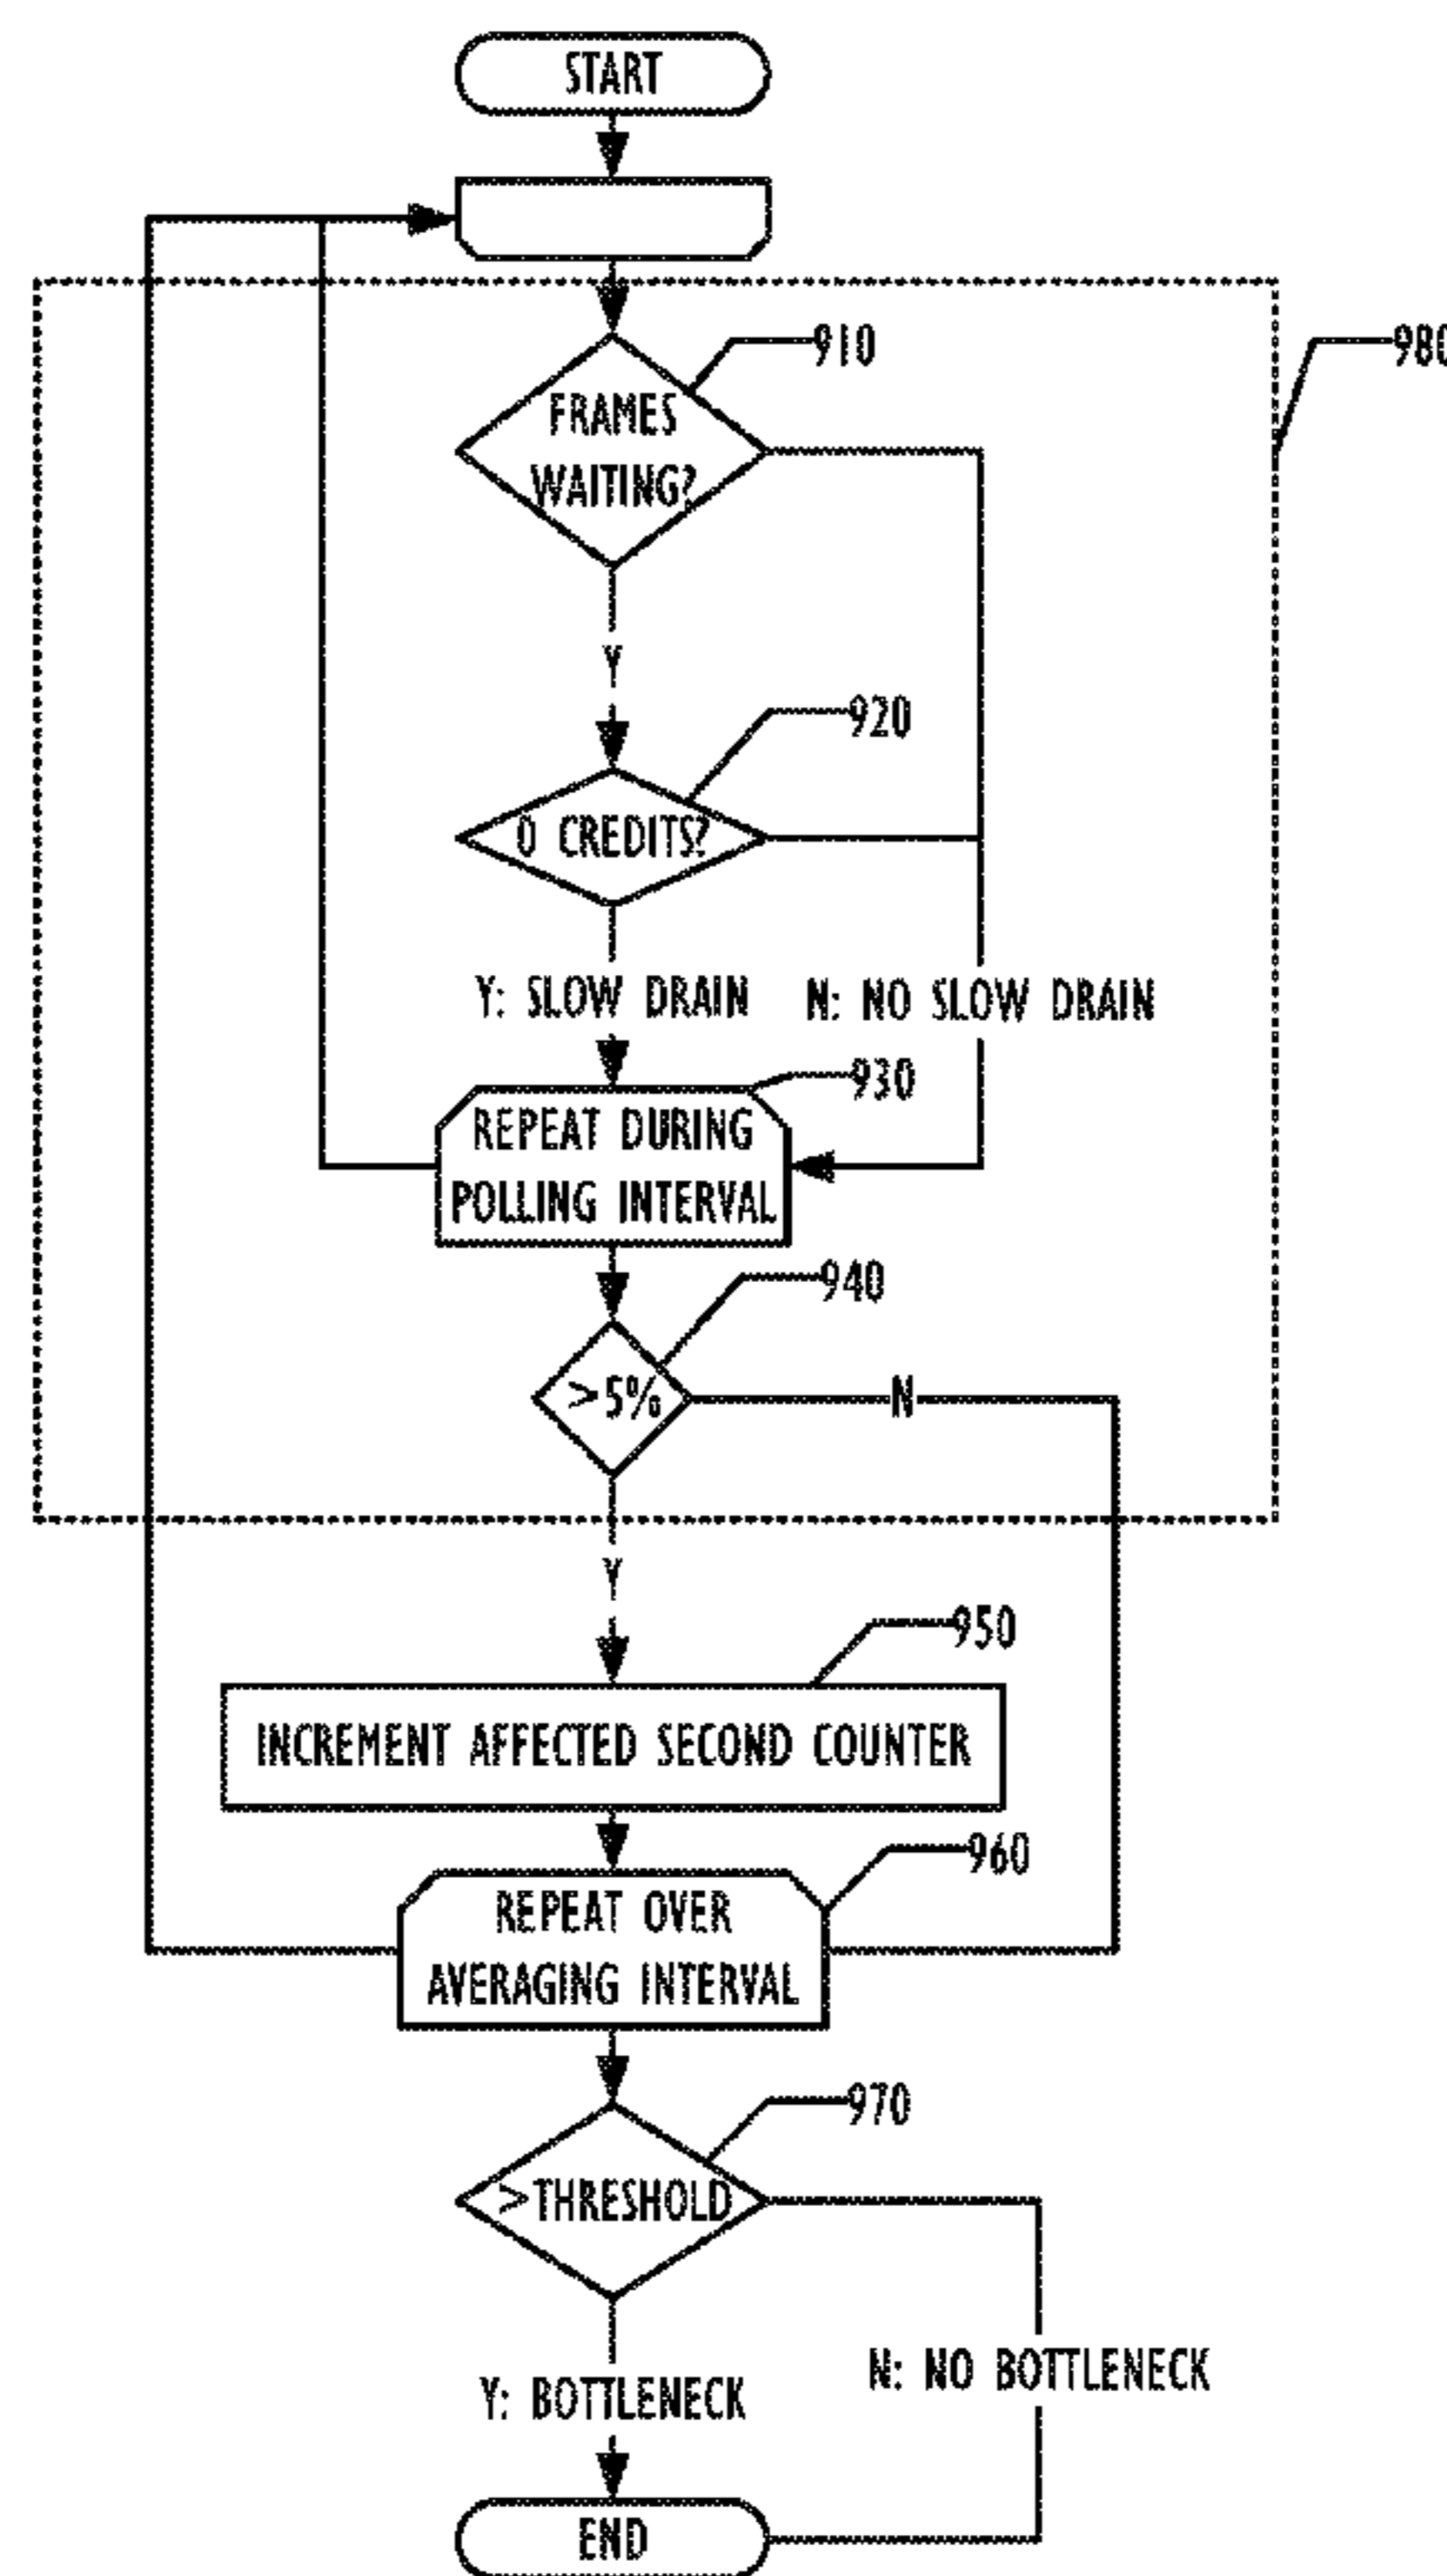 START
910
980
FRAMES
WAITING?
Y
920
0 CREDITS?
Y: SLOW DRAIN
N: NO SLOW DRAIN
930
REPEAT DURING
POLLING INTERVAL
940
>5%
N
Y
950
INCREMENT AFFECTED SECOND COUNTER
960
REPEAT OVER
AVERAGING INTERVAL
970
>THRESHOLD
N: NO BOTTLENECK
Y: BOTTLENECK
END